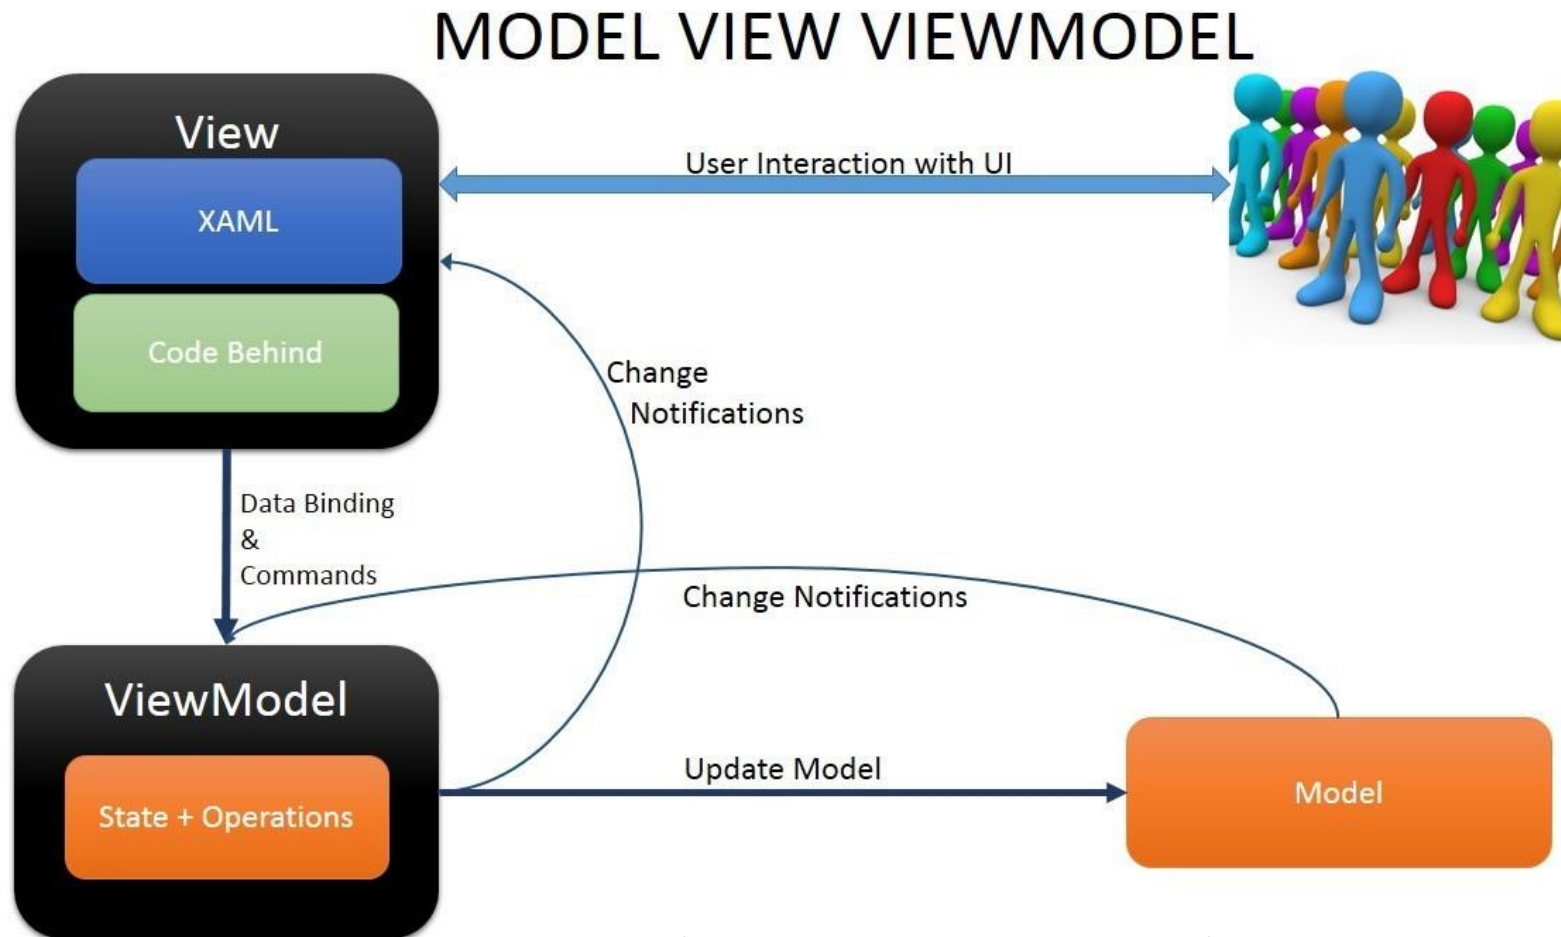 MODEL VIEW VIEWMODEL
View
XAML
Code Behind
User Interaction with UI
Change
Notifications
Data Binding
&
Commands
Change Notifications
ViewModel
State + Operations
Update Model
Model